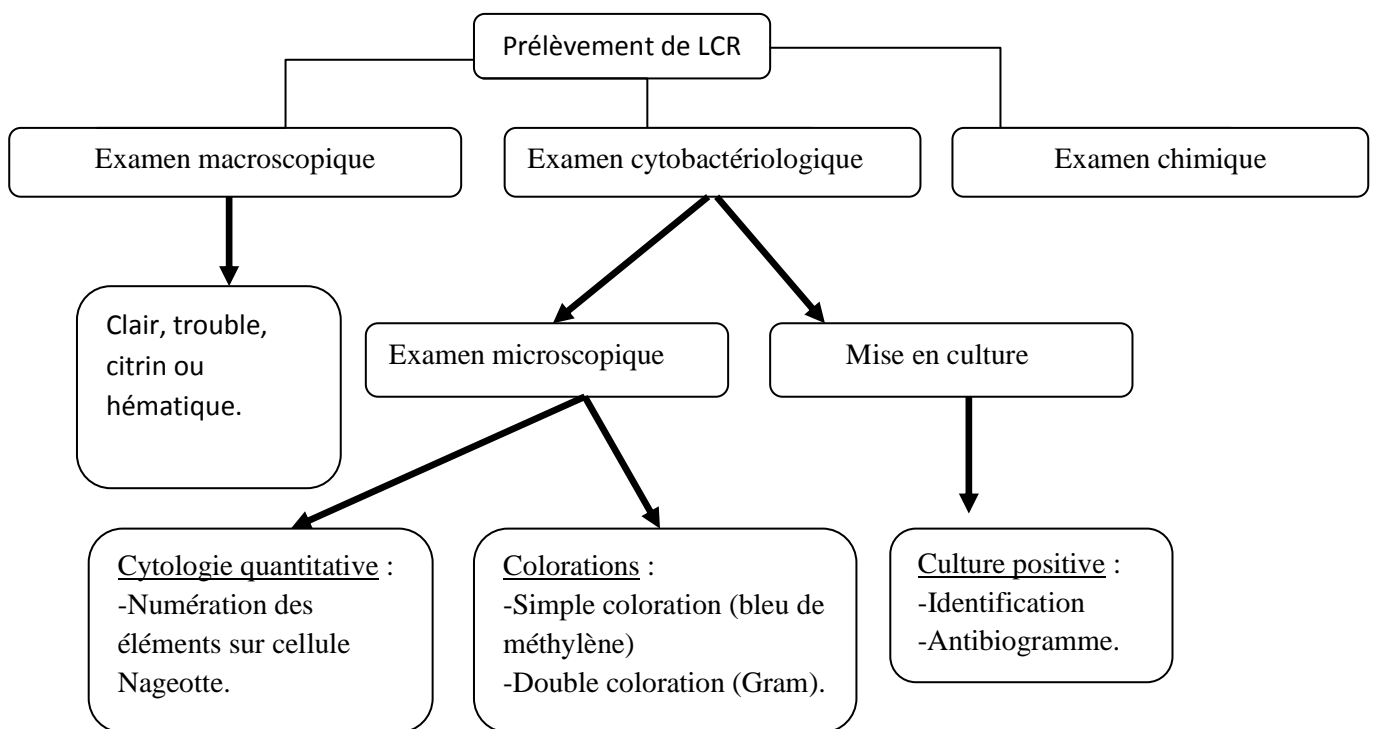 Prélèvement de LCR
Examen macroscopique
Examen cytobactériologique
Examen chimique
Clair, trouble,
citrin ou
hématique.
Examen microscopique
Mise en culture
Cytologie quantitative :
-Numération des
éléments sur cellule
Nageotte.
Colorations :
-Simple coloration (bleu de
méthylène)
-Double coloration (Gram).
Culture positive :
-Identification
-Antibiogramme.